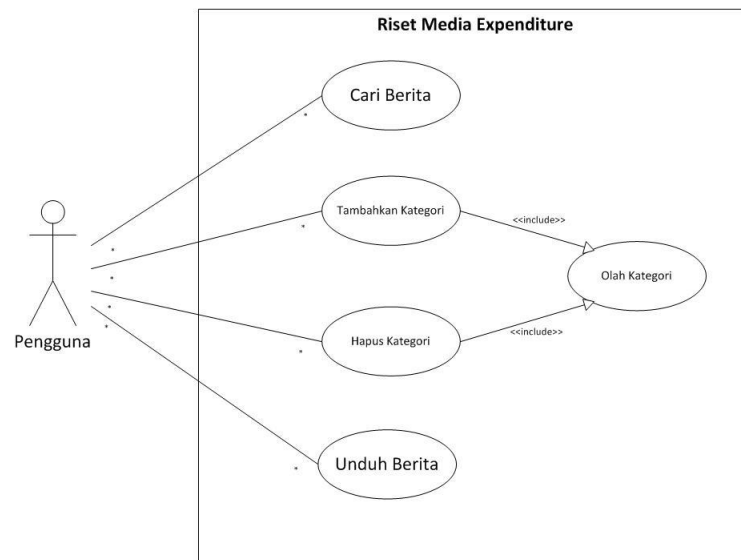 Riset Media Expenditure
Cari Berita
*
Tambahkan Kategori
<<include>>
*
*
Olah Kategori
*
*
*
Pengguna
Hapus Kategori
<<include>>
*
Unduh Berita
*